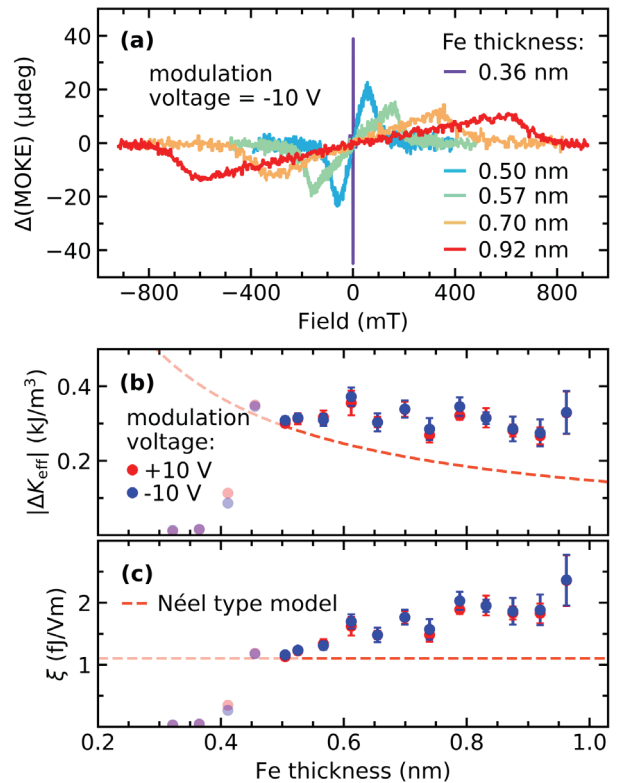 (a)
Fe thickness:
modulation
voltage = -10 V
0.36 nm
0.50 nm
0.57 nm
0.70 nm
0.92 nm
Δ(MOKE) (μdeg)
40
20
0
−20
−40
−800
−400
0
400
800
Field (mT)
(b)
modulation
voltage:
+10 V
-10 V
|ΔK_eff| (kJ/m³)
0.4
0.2
(c)
Néel type model
ξ (fJ/Vm)
2
1
0.2
0.4
0.6
0.8
1.0
Fe thickness (nm)